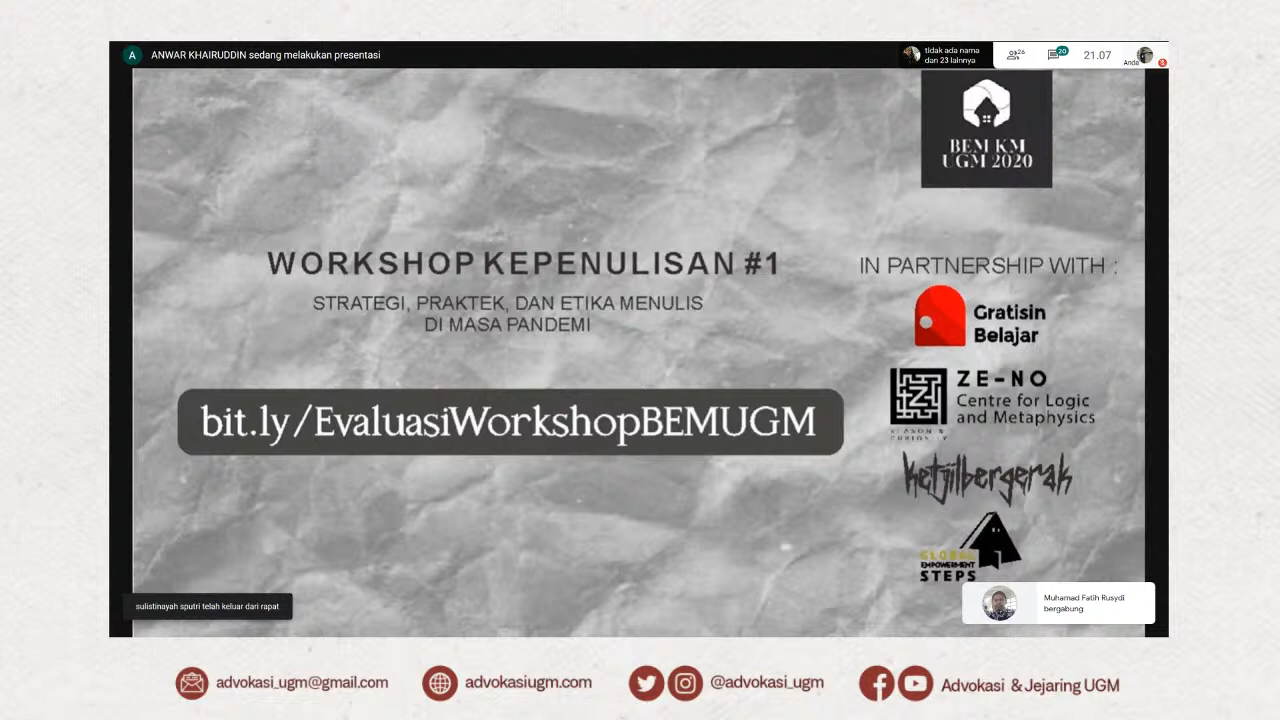 A ANWAR KHAIRUDDIN sedang melakukan presentasi
tidak ada nama
dan 23 lainnya
26
20
21.07
Anda
BEM KM
UGM 2020
WORKSHOP KEPENULISAN #1
STRATEGI, PRAKTEK, DAN ETIKA MENULIS
DI MASA PANDEMI
bit.ly/EvaluasiWorkshopBEMUGM
IN PARTNERSHIP WITH :
Gratisin
Belajar
ZE-NO
Centre for Logic
and Metaphysics
REASON &
CURIOSITY
ketjilbergerak
GLOBAL
EMPOWERMENT
STEPS
sulistinayah sputri telah keluar dari rapat
Muhamad Fatih Rusydi
bergabung
advokasi_ugm@gmail.com
advokasiugm.com
@advokasi_ugm
Advokasi & Jejaring UGM